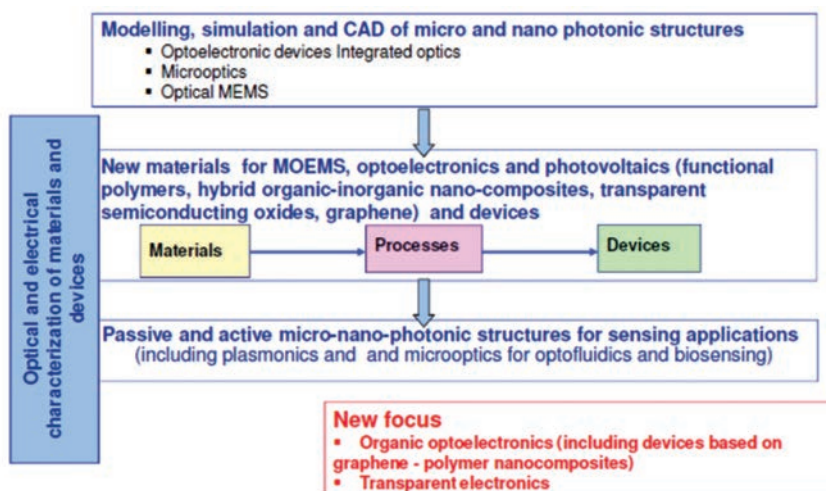 Modelling, simulation and CAD of micro and nano photonic structures
▪ Optoelectronic devices Integrated optics
▪ Microoptics
▪ Optical MEMS
Optical and electrical
characterization of materials and
devices
New materials for MOEMS, optoelectronics and photovoltaics (functional
polymers, hybrid organic-inorganic nano-composites, transparent
semiconducting oxides, graphene) and devices
Materials
Processes
Devices
Passive and active micro-nano-photonic structures for sensing applications
(including plasmonics and and microoptics for optofluidics and biosensing)
New focus
▪ Organic optoelectronics (including devices based on
graphene - polymer nanocomposites)
▪ Transparent electronics